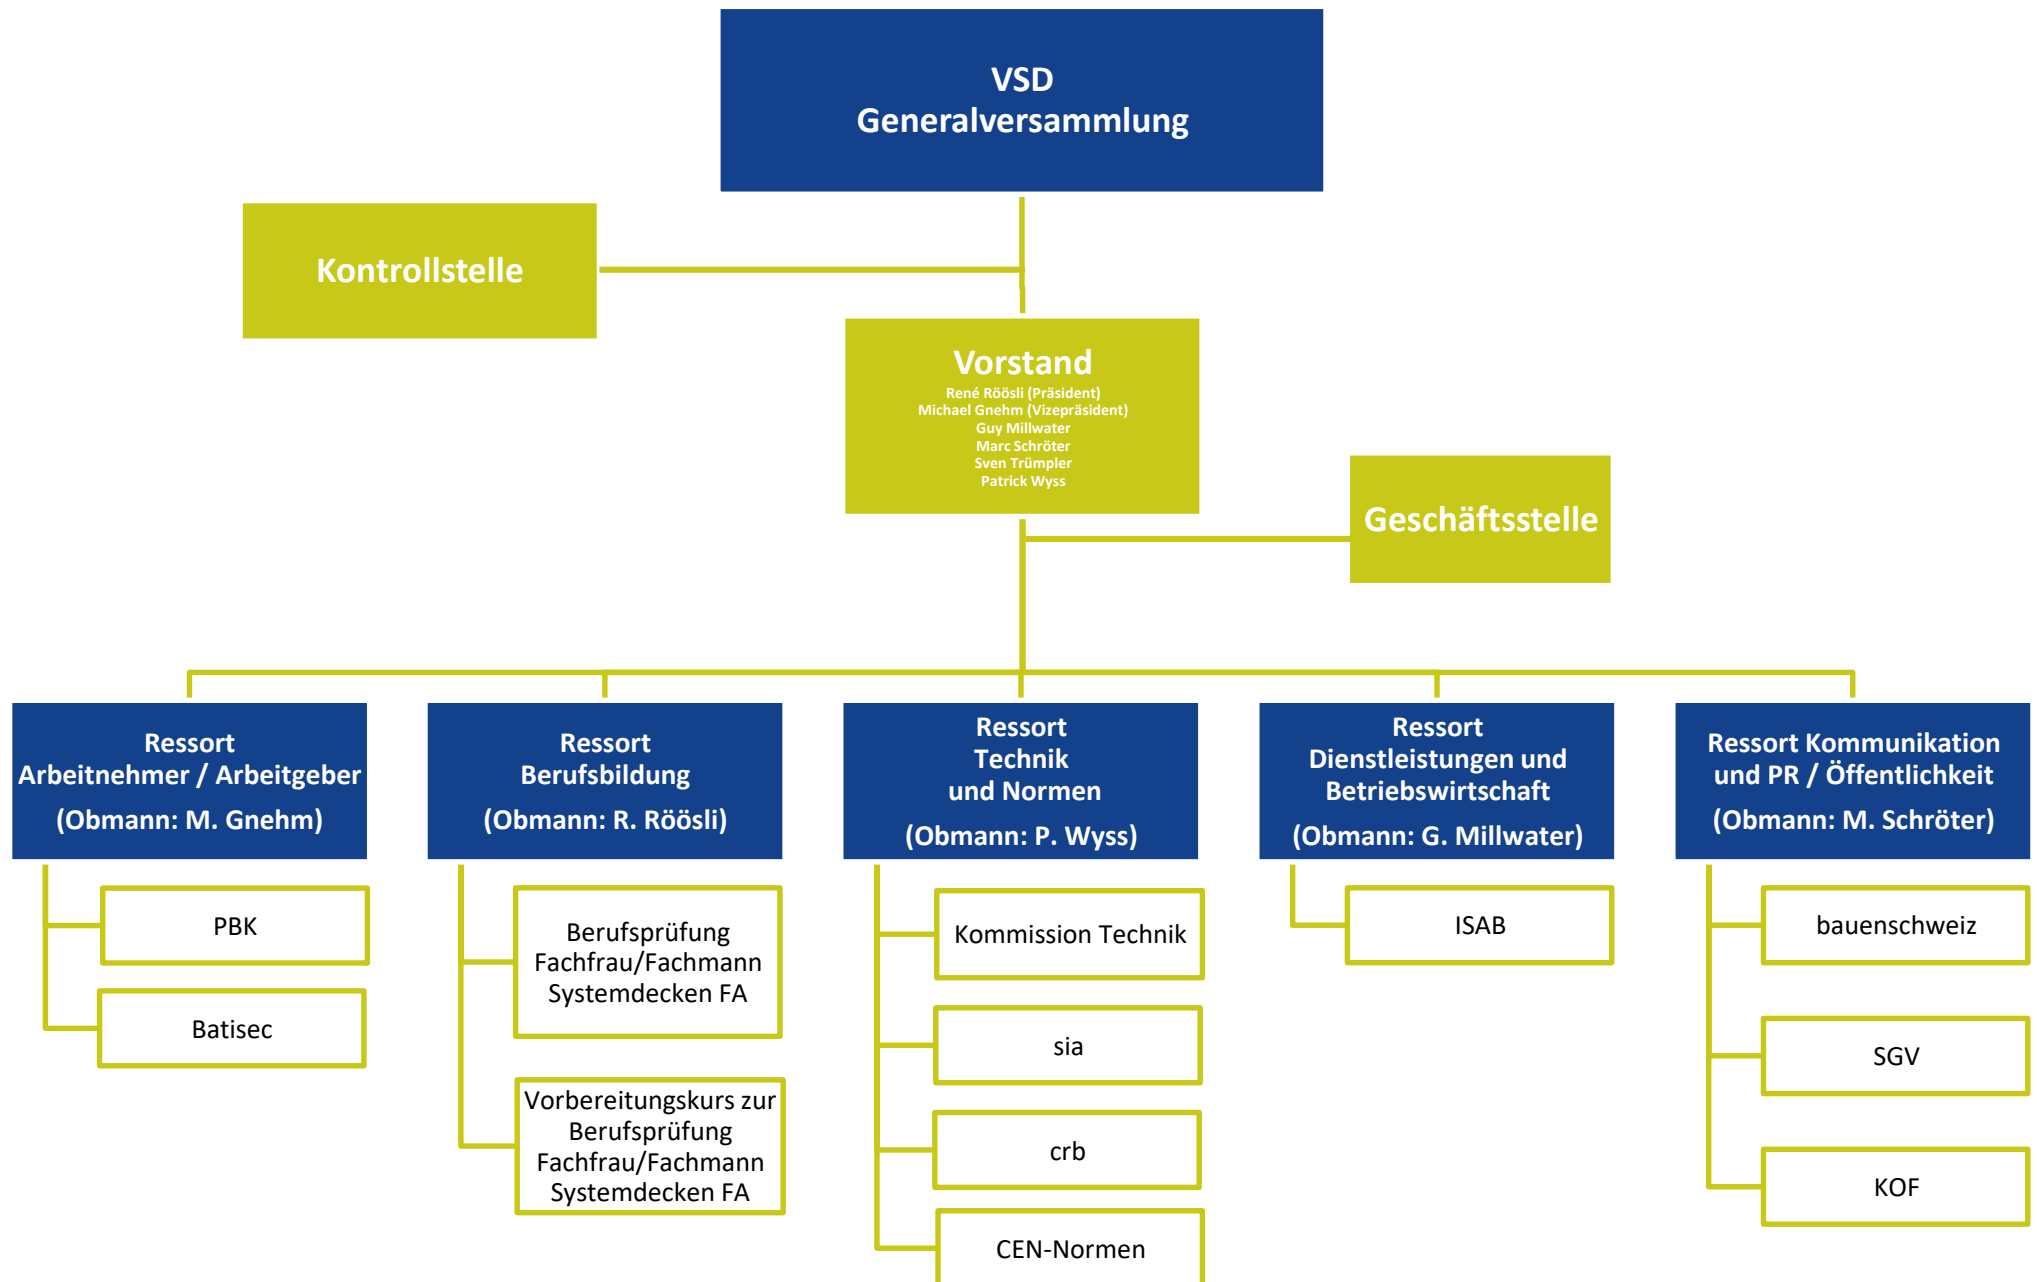 VSD
Generalversammlung
Kontrollstelle
Vorstand
René Röösli (Präsident)
Michael Gnehm (Vizepräsident)
Guy Millwater
Marc Schröter
Sven Trümpler
Patrick Wyss
Geschäftsstelle
Ressort
Arbeitnehmer / Arbeitgeber
(Obmann: M. Gnehm)
PBK
Batisec
Ressort
Berufsbildung
(Obmann: R. Röösli)
Berufsprüfung
Fachfrau/Fachmann
Systemdecken FA
Vorbereitungskurs zur
Berufsprüfung
Fachfrau/Fachmann
Systemdecken FA
Ressort
Technik
und Normen
(Obmann: P. Wyss)
Kommission Technik
sia
crb
CEN-Normen
Ressort
Dienstleistungen und
Betriebswirtschaft
(Obmann: G. Millwater)
ISAB
Ressort Kommunikation
und PR / Öffentlichkeit
(Obmann: M. Schröter)
bauenschweiz
SGV
KOF